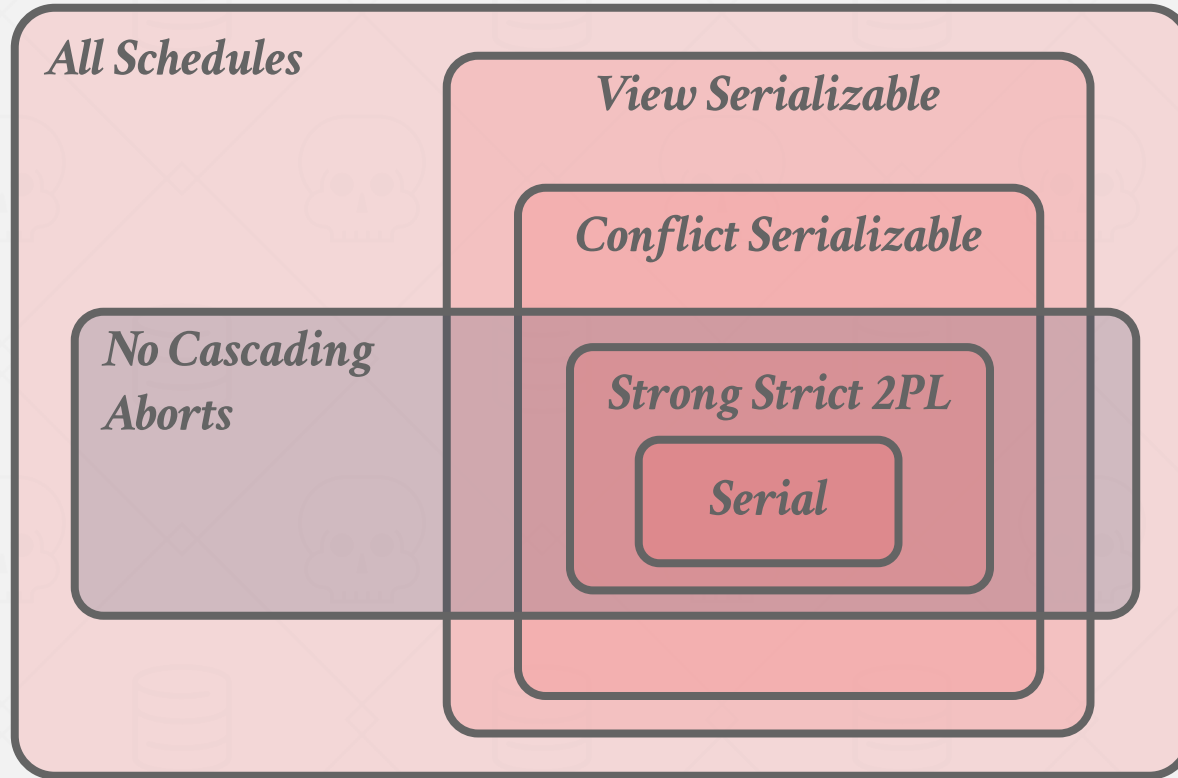 All Schedules
View Serializable
Conflict Serializable
No Cascading
Aborts
Strong Strict 2PL
Serial